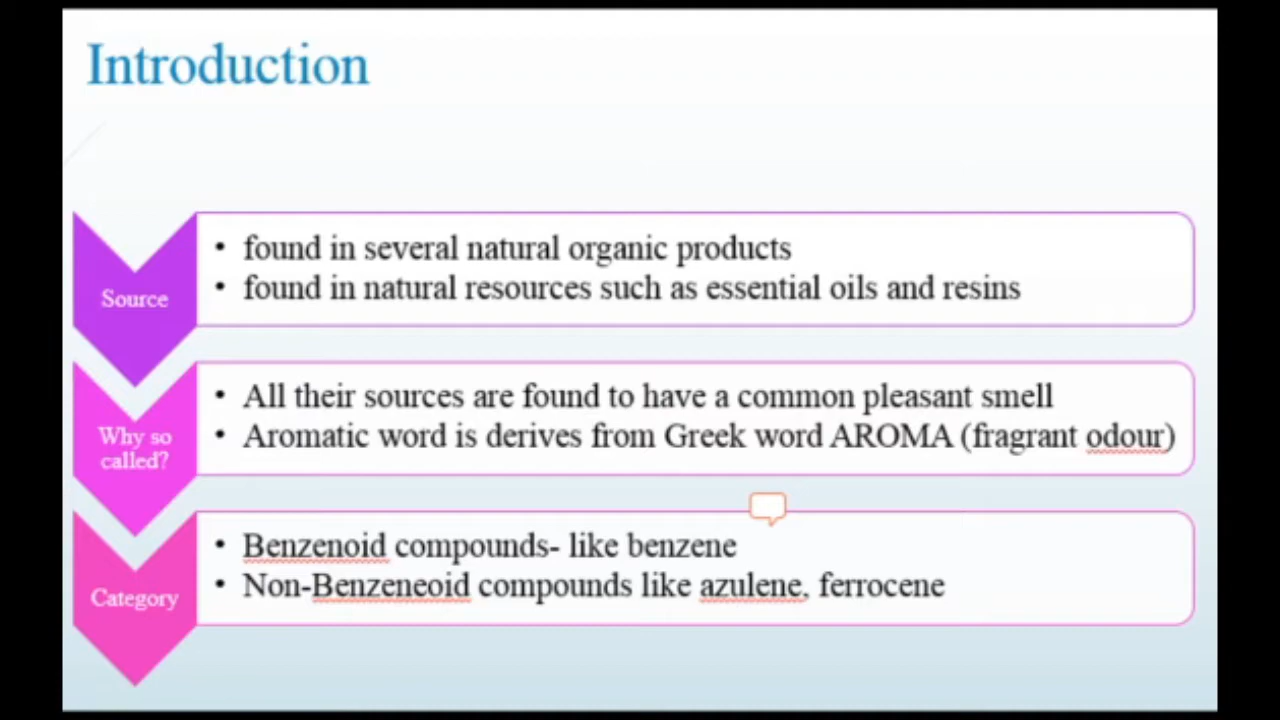 Introduction
Source
• found in several natural organic products
• found in natural resources such as essential oils and resins
Why so
called?
• All their sources are found to have a common pleasant smell
• Aromatic word is derives from Greek word AROMA (fragrant odour)
Category
• Benzenoid compounds- like benzene
• Non-Benzeneoid compounds like azulene, ferrocene